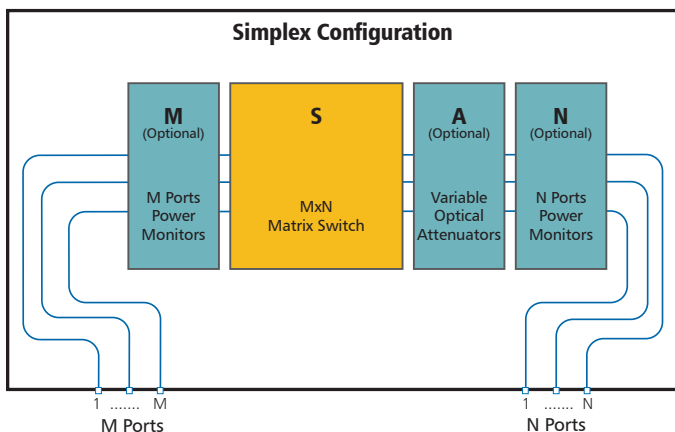 Simplex Configuration
M
(Optional)
M Ports
Power
Monitors
S
MxN
Matrix Switch
A
(Optional)
Variable
Optical
Attenuators
N
(Optional)
N Ports
Power
Monitors
1 ....... M
M Ports
1 ....... N
N Ports